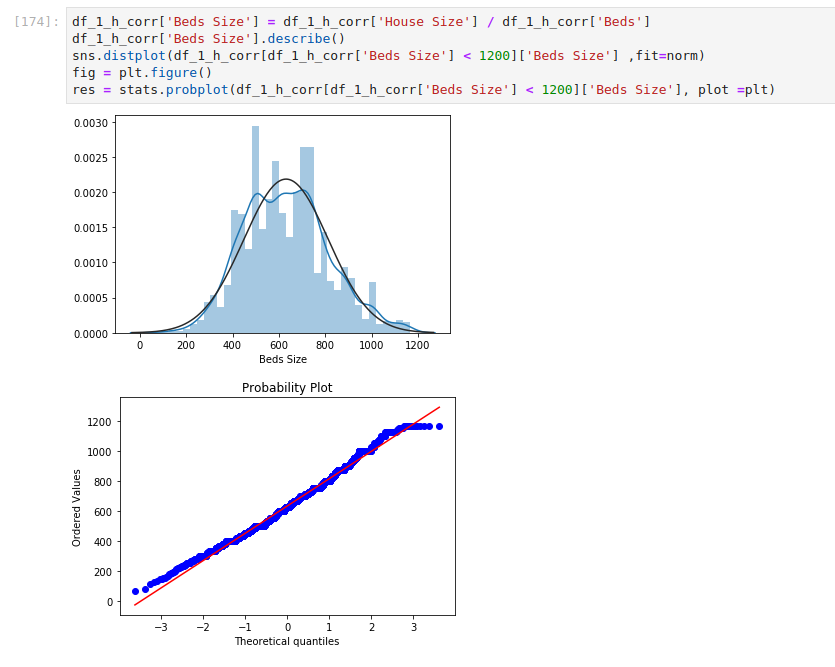 [174]: df_1_h_corr['Beds Size'] = df_1_h_corr['House Size'] / df_1_h_corr['Beds']
df_1_h_corr['Beds Size'].describe()
sns.distplot(df_1_h_corr[df_1_h_corr['Beds Size'] < 1200]['Beds Size'] ,fit=norm)
fig = plt.figure()
res = stats.probplot(df_1_h_corr[df_1_h_corr['Beds Size'] < 1200]['Beds Size'], plot =plt)
0.0030
0.0025
0.0020
0.0015
0.0010
0.0005
0.0000
0 200 400 600 800 1000 1200
Beds Size
Probability Plot
1200
1000
800
600
400
200
0
Ordered Values
−3 −2 −1 0 1 2 3
Theoretical quantiles